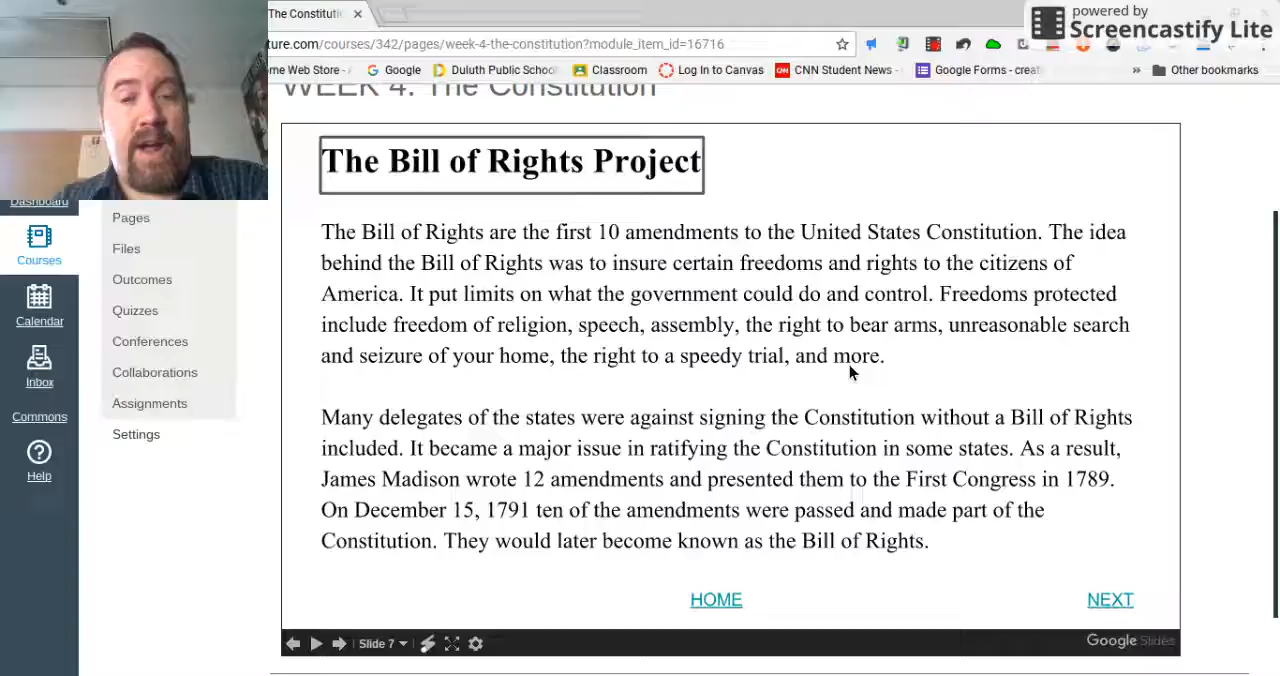 The Constituti
powered by
Screencastify Lite
ture.com/courses/342/pages/week-4-the-constitution?module_item_id=16716
me Web Store - Google Duluth Public School Classroom Log In to Canvas CNN Student News - Google Forms - creat Other bookmarks
WEEK 4: The Constitution
The Bill of Rights Project
Dashboard
Courses
Calendar
Inbox
Commons
Help
Pages
Files
Outcomes
Quizzes
Conferences
Collaborations
Assignments
Settings
The Bill of Rights are the first 10 amendments to the United States Constitution. The idea
behind the Bill of Rights was to insure certain freedoms and rights to the citizens of
America. It put limits on what the government could do and control. Freedoms protected
include freedom of religion, speech, assembly, the right to bear arms, unreasonable search
and seizure of your home, the right to a speedy trial, and more.
Many delegates of the states were against signing the Constitution without a Bill of Rights
included. It became a major issue in ratifying the Constitution in some states. As a result,
James Madison wrote 12 amendments and presented them to the First Congress in 1789.
On December 15, 1791 ten of the amendments were passed and made part of the
Constitution. They would later become known as the Bill of Rights.
HOME NEXT
Slide 7
Google Slides